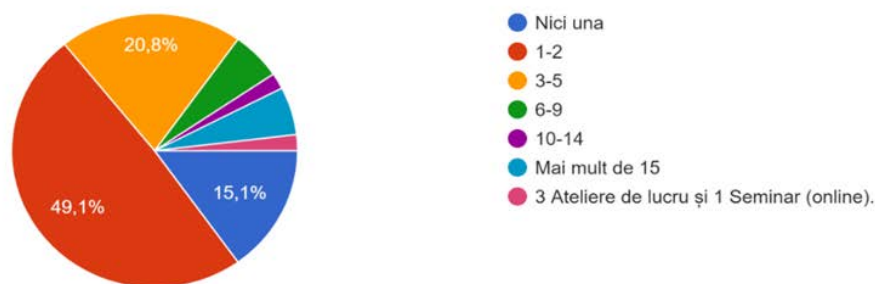 20,8%
49,1%
15,1%
Nici una
1-2
3-5
6-9
10-14
Mai mult de 15
3 Ateliere de lucru și 1 Seminar (online).